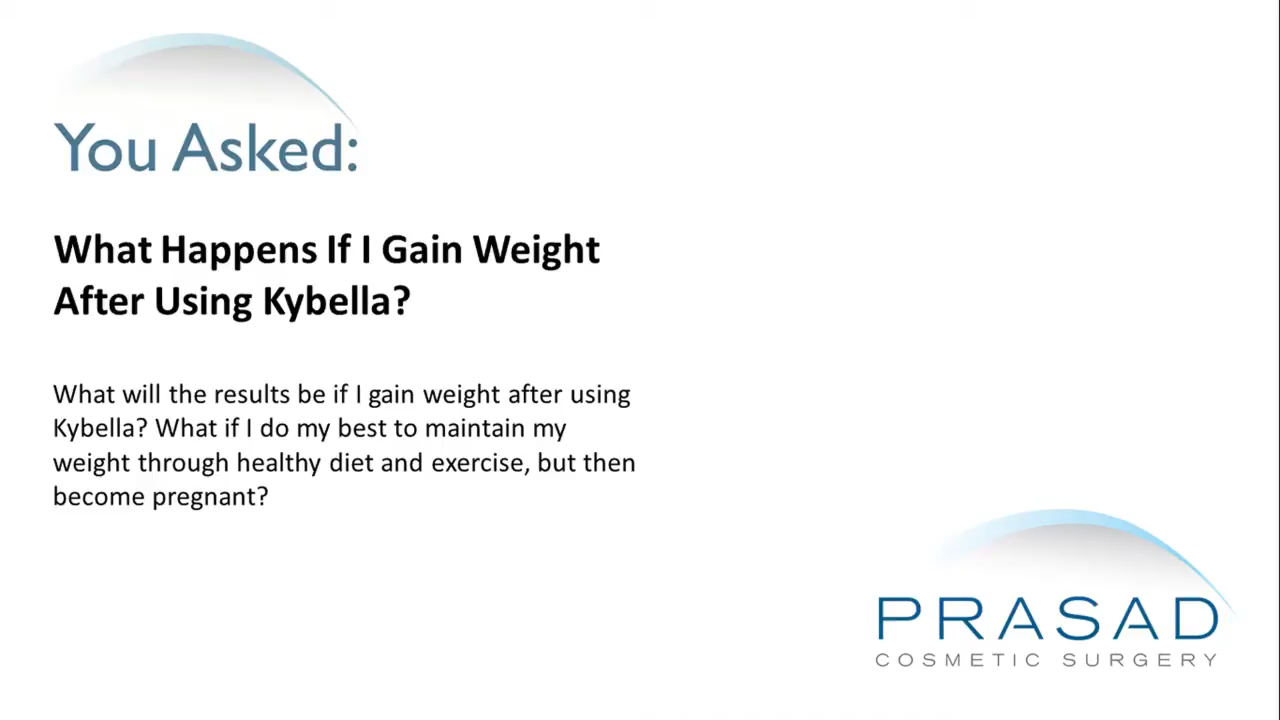 You Asked:
What Happens If I Gain Weight
After Using Kybella?
What will the results be if I gain weight after using
Kybella? What if I do my best to maintain my
weight through healthy diet and exercise, but then
become pregnant?
PRASAD
COSMETIC SURGERY